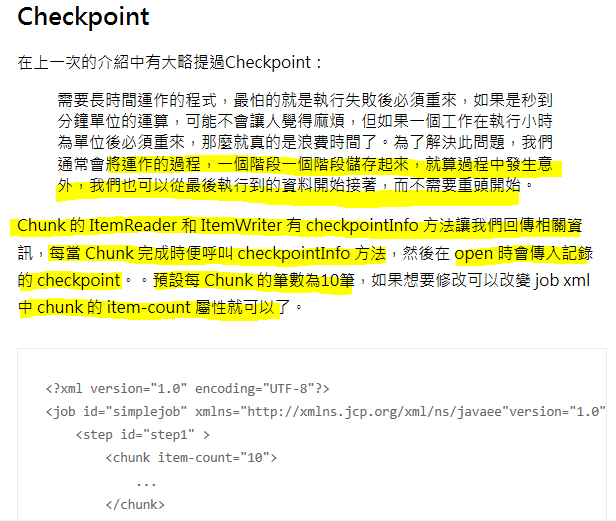 Checkpoint
在上一次的介紹中有大略提過Checkpoint：
需要長時間運作的程式，最怕的就是執行失敗後必須重來，如果是秒到
分鐘單位的運算，可能不會讓人覺得麻煩，但如果一個工作在執行小時
為單位後必須重來，那麼就真的是浪費時間了。為了解決此問題，我們
通常會將運作的過程，一個階段一個階段儲存起來，就算過程中發生意
外，我們也可以從最後執行到的資料開始接著，而不需要重頭開始。
Chunk 的 ItemReader 和 ItemWriter 有 checkpointInfo 方法讓我們回傳相關資
訊，每當 Chunk 完成時便呼叫 checkpointInfo 方法，然後在 open 時會傳入記錄
的 checkpoint。。預設每 Chunk 的筆數為10筆，如果想要修改可以改變 job xml
中 chunk 的 item-count 屬性就可以了。
<?xml version="1.0" encoding="UTF-8"?>
<job id="simplejob" xmlns="http://xmlns.jcp.org/xml/ns/javaee"version="1.0"
<step id="step1" >
<chunk item-count="10">
...
</chunk>